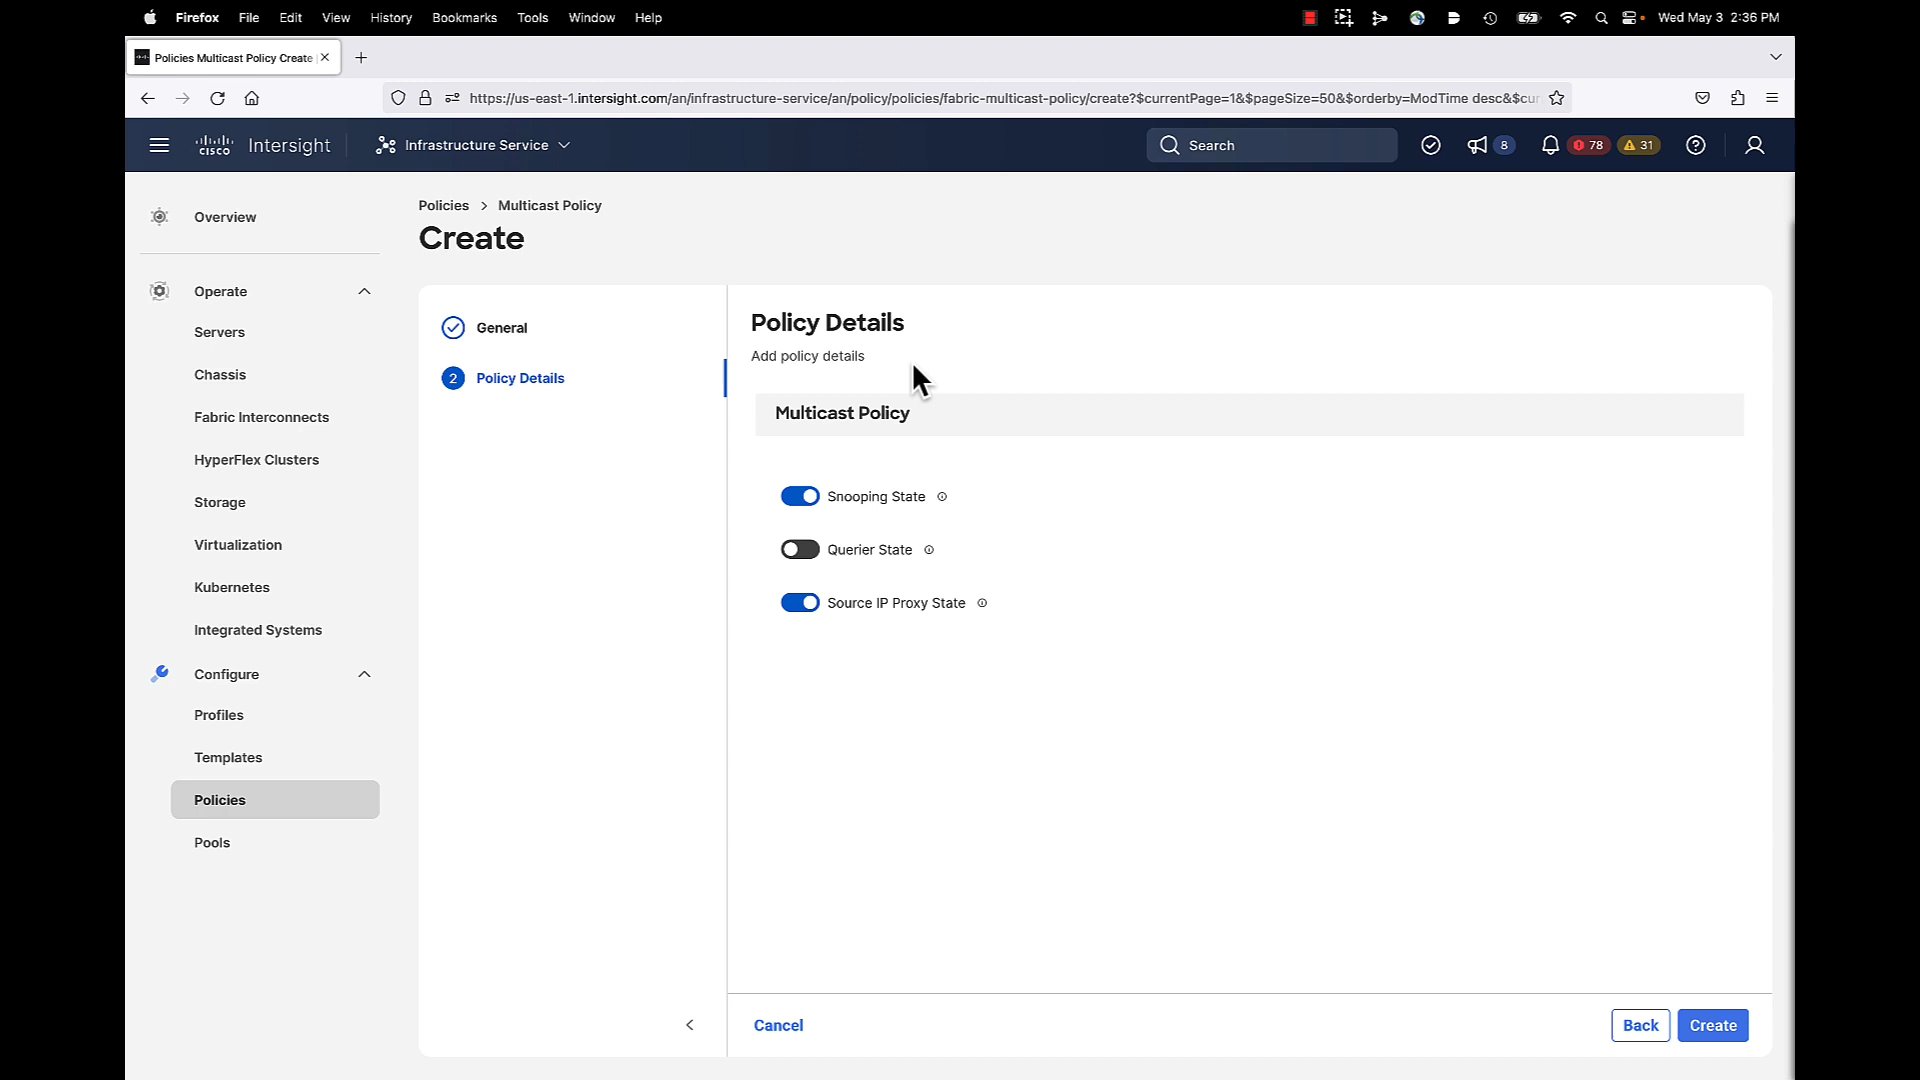 Firefox File Edit View History Bookmarks Tools Window Help Wed May 3 2:36 PM
Policies Multicast Policy Create
https://us-east-1.intersight.com/an/infrastructure-service/an/policy/policies/fabric-multicast-policy/create?$currentPage=1&$pageSize=50&$orderby=ModTime desc&$cur
cisco Intersight Infrastructure Service Search 8 78 31
Overview
Operate
Servers
Chassis
Fabric Interconnects
HyperFlex Clusters
Storage
Virtualization
Kubernetes
Integrated Systems
Configure
Profiles
Templates
Policies
Pools
Policies > Multicast Policy
Create
General
2 Policy Details
Policy Details
Add policy details
Multicast Policy
Snooping State
Querier State
Source IP Proxy State
Cancel
Back
Create